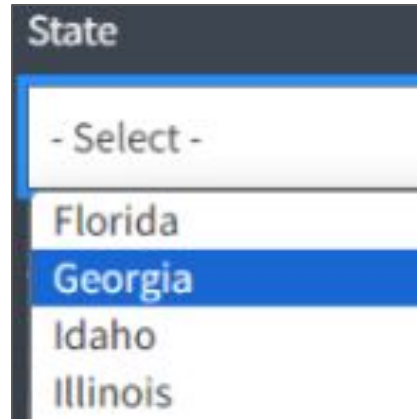 State
- Select -
Florida
Georgia
Idaho
Illinois